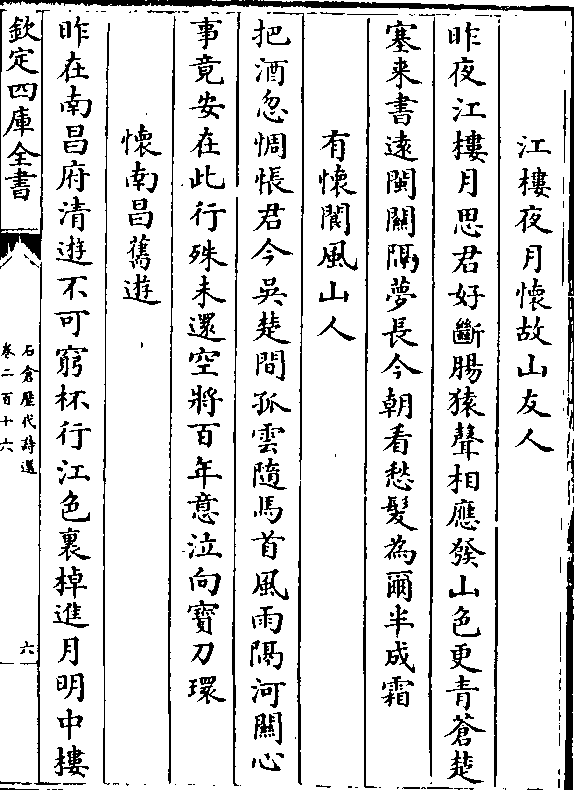 江樓夜月懷故山友人
昨夜江樓月思君好斷腸猿聲相應發山色更青蒼楚
塞来書遠閩關隔夢長今朝看愁髪為爾半成霜
有懷閬風山人
把酒忽惆悵君今吳楚間孤雲隨馬首風雨隔河關心
事竟安在此行殊未還空將百年意泣向寳刀環
懷南昌舊遊
昨在南昌府清遊不可窮杯行江色裏棹進月明中樓
欽定四庫全書
石倉歴代詩選
卷二百十六
六